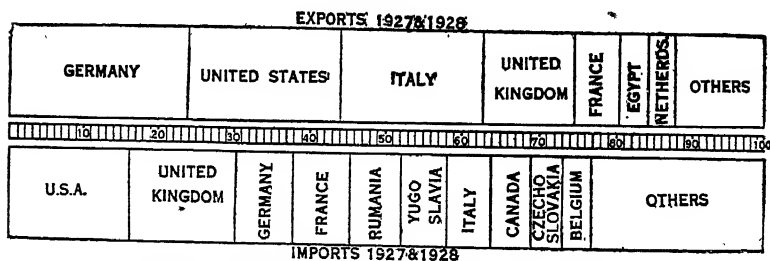 EXPORTS 1927&1928
GERMANY
UNITED STATES
ITALY
UNITED
KINGDOM
FRANCE
EGYPT
NETHERDS.
OTHERS
10 20 30 40 50 60 70 80 90 100
U.S.A.
UNITED
KINGDOM
GERMANY
FRANCE
RUMANIA
YUGO
SLAVIA
ITALY
CANADA
CZECHO
SLOVAKIA
BELGIUM
OTHERS
IMPORTS 1927&1928